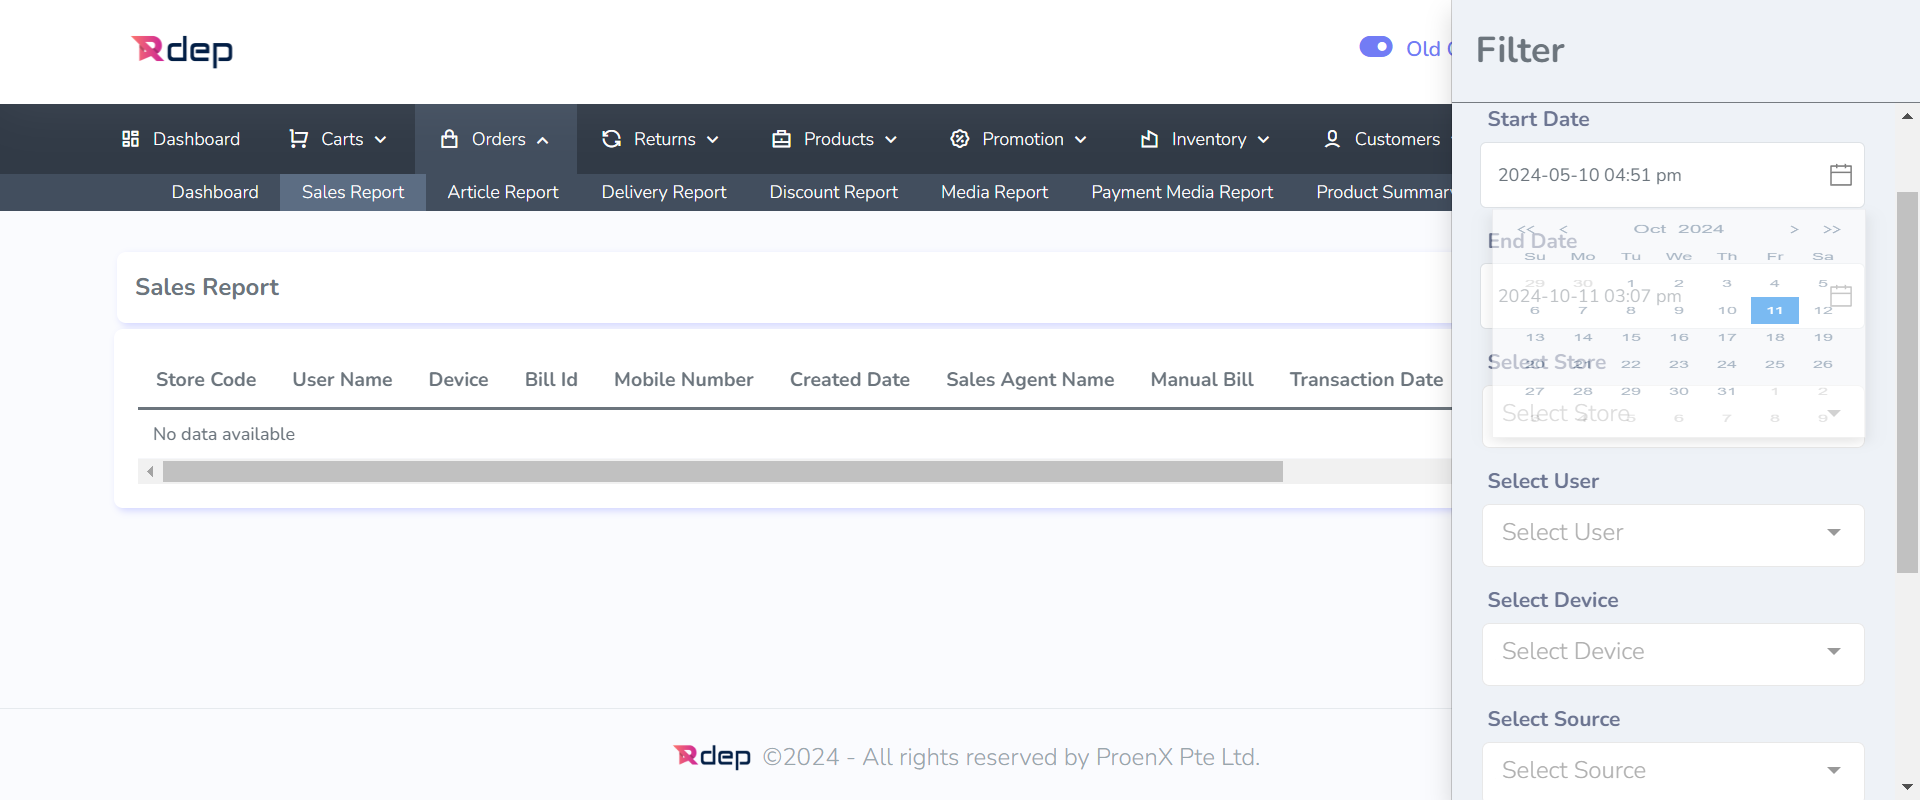 Rdep
Old
Filter
Dashboard Carts Orders Returns Products Promotion Inventory Customers
Dashboard Sales Report Article Report Delivery Report Discount Report Media Report Payment Media Report Product Summary
Start Date
2024-05-10 04:51 pm
<< < Oct 2024 > >>
End Date
Su Mo Tu We Th Fr Sa
29 30 1 2 3 4 5
2024-10-11 03:07 pm
6 7 8 9 10 11 12
13 14 15 16 17 18 19
Select Store
20 21 22 23 24 25 26
27 28 29 30 31 1 2
Select Store
3 4 5 6 7 8 9
Select User
Select User
Select Device
Select Device
Select Source
Select Source
Sales Report
Store Code User Name Device Bill Id Mobile Number Created Date Sales Agent Name Manual Bill Transaction Date
No data available
Rdep ©2024 - All rights reserved by ProenX Pte Ltd.